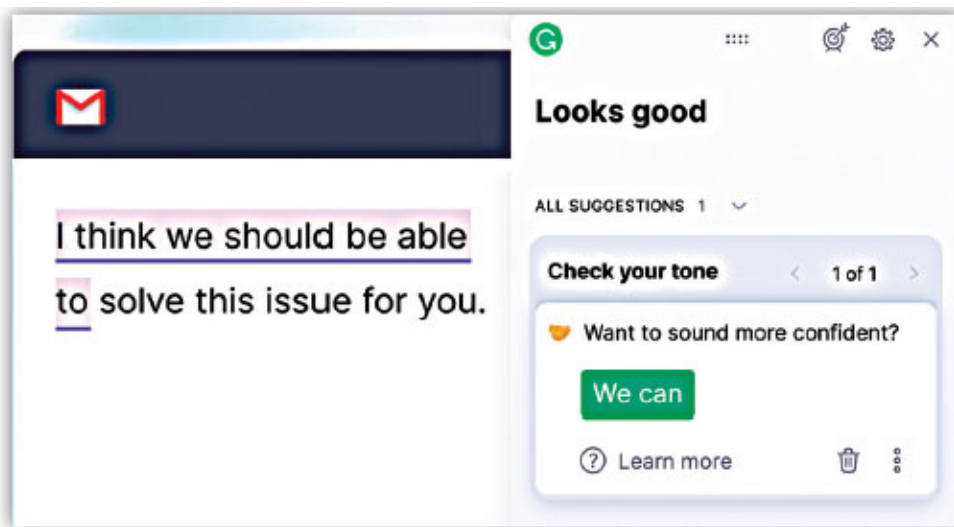 I think we should be able
to solve this issue for you.
G
Looks good
ALL SUGGESTIONS 1
Check your tone
1 of 1
Want to sound more confident?
We can
? Learn more